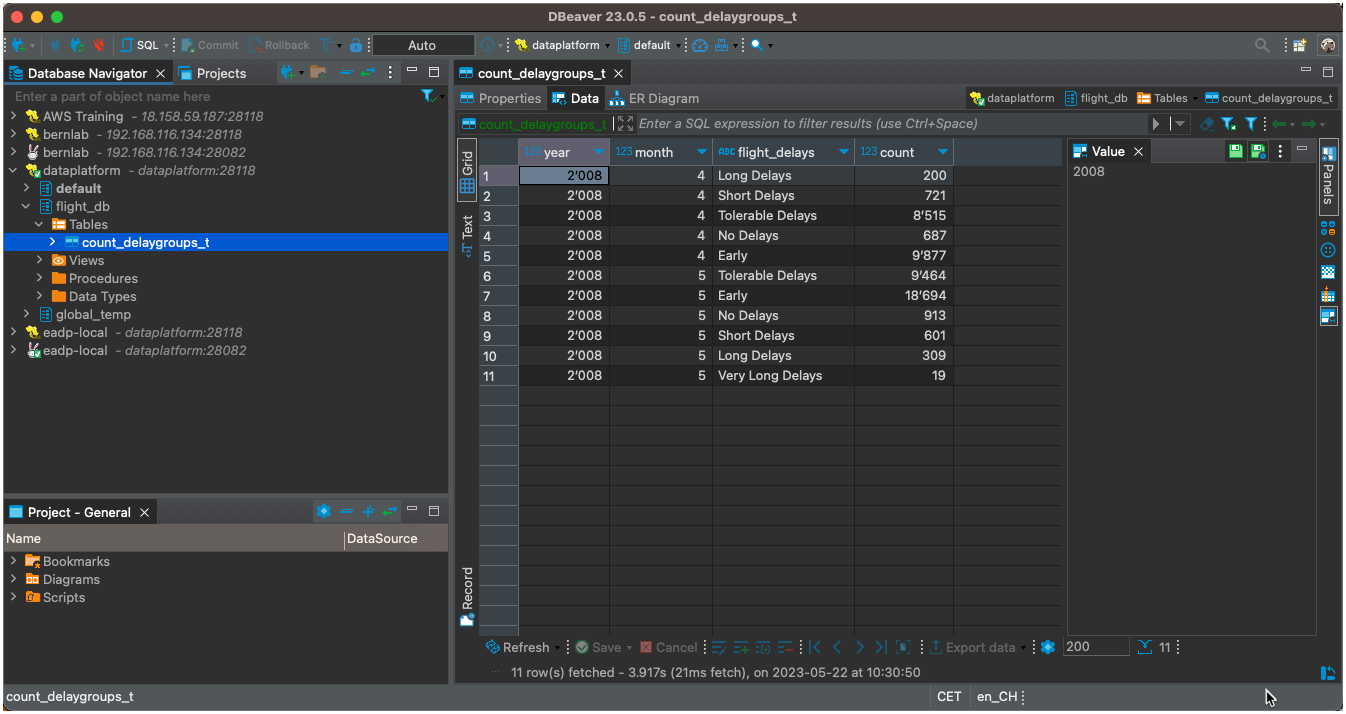 DBeaver 23.0.5 - count_delaygroups_t
SQL Commit Rollback Auto dataplatform default
Database Navigator Projects
Enter a part of object name here
AWS Training - 18.158.59.187:28118
bernlab - 192.168.116.134:28118
bernlab - 192.168.116.134:28082
dataplatform - dataplatform:28118
default
flight_db
Tables
count_delaygroups_t
Views
Procedures
Data Types
global_temp
eadp-local - dataplatform:28118
eadp-local - dataplatform:28082
Project - General
Name DataSource
Bookmarks
Diagrams
Scripts
count_delaygroups_t
Properties Data ER Diagram dataplatform flight_db Tables count_delaygroups_t
count_delaygroups_t Enter a SQL expression to filter results (use Ctrl+Space)
Grid
Text
Record
123 year 123 month ABC flight_delays 123 count
1 2'008 4 Long Delays 200
2 2'008 4 Short Delays 721
3 2'008 4 Tolerable Delays 8'515
4 2'008 4 No Delays 687
5 2'008 4 Early 9'877
6 2'008 5 Tolerable Delays 9'464
7 2'008 5 Early 18'694
8 2'008 5 No Delays 913
9 2'008 5 Short Delays 601
10 2'008 5 Long Delays 309
11 2'008 5 Very Long Delays 19
Value
2008
Panels
Refresh Save Cancel Export data 200 11
11 row(s) fetched - 3.917s (21ms fetch), on 2023-05-22 at 10:30:50
count_delaygroups_t CET en_CH